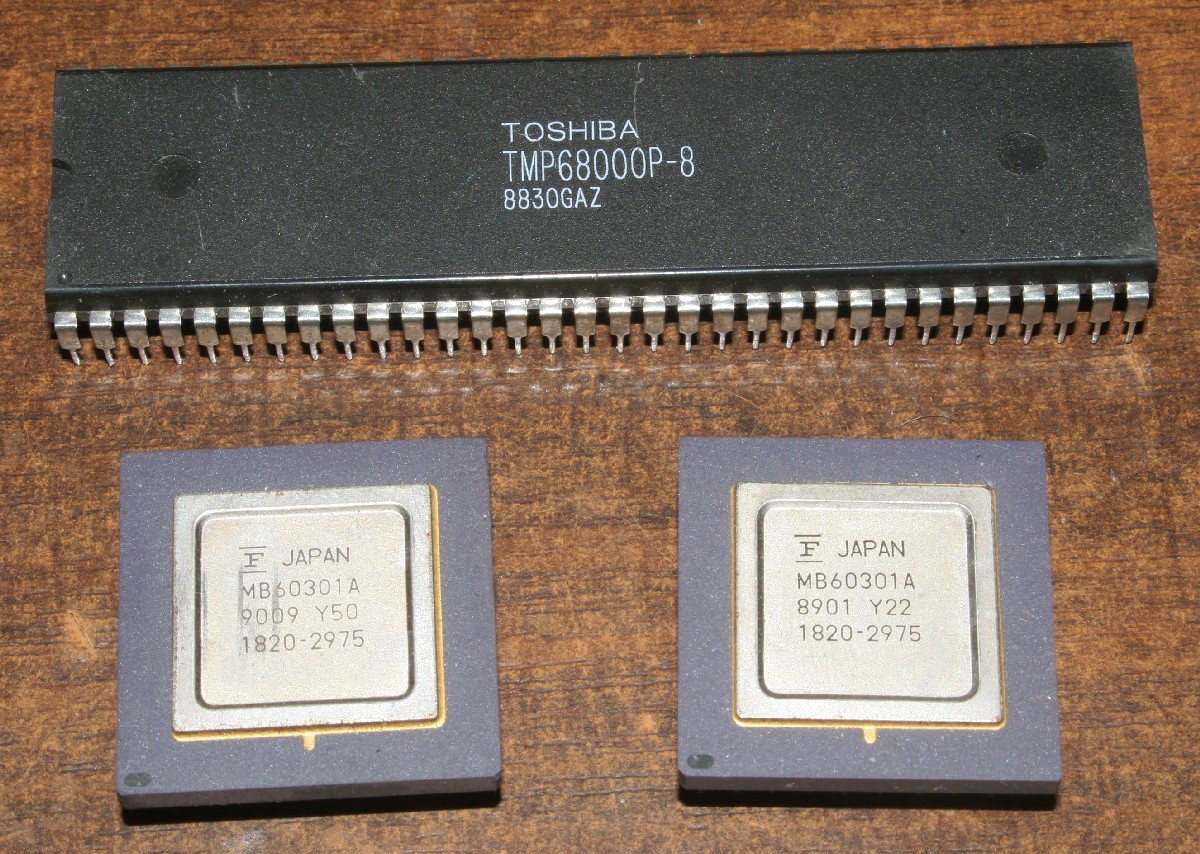 TOSHIBA
TMP68000P-8
8830GAZ
F JAPAN
MB60301A
9009 Y50
1820-2975
F JAPAN
MB60301A
8901 Y22
1820-2975